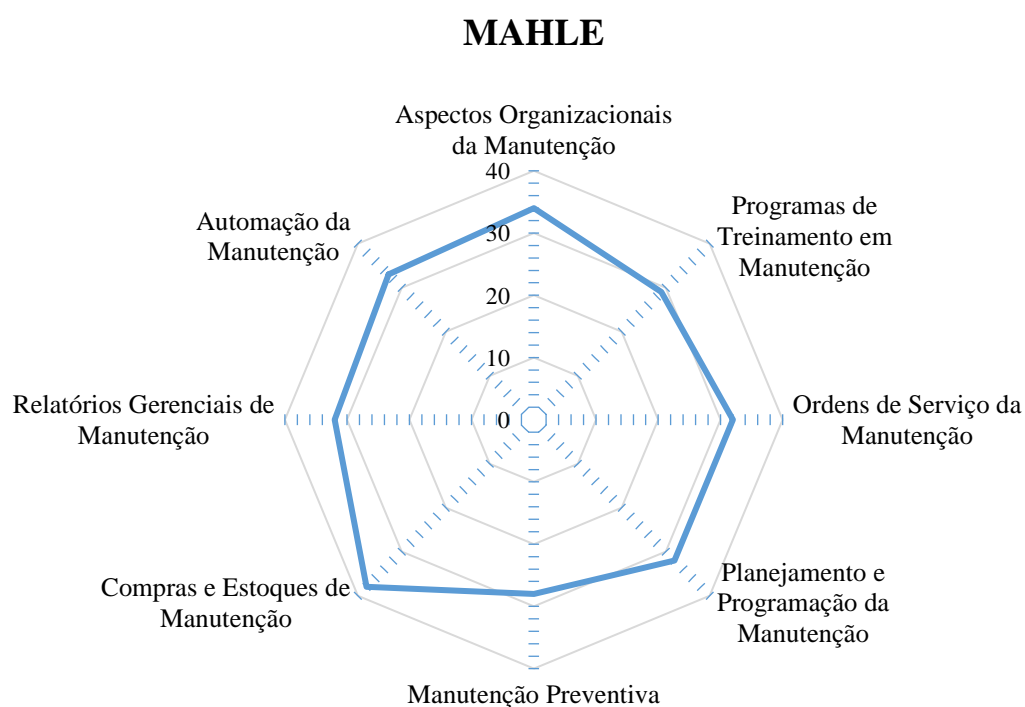 MAHLE
Aspectos Organizacionais
da Manutenção
40
30
20
10
0
Programas de
Treinamento em
Manutenção
Ordens de Serviço da
Manutenção
Planejamento e
Programação da
Manutenção
Manutenção Preventiva
Compras e Estoques de
Manutenção
Relatórios Gerenciais de
Manutenção
Automação da
Manutenção